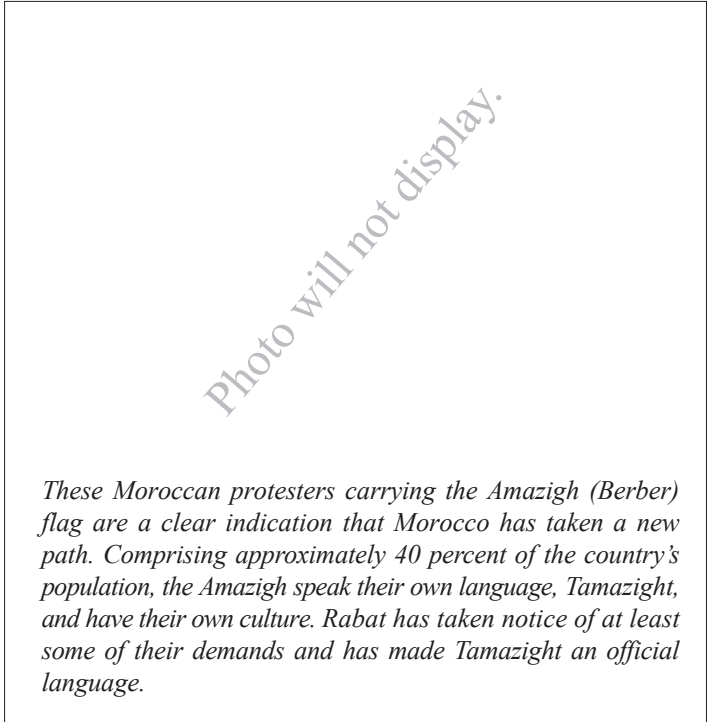 Photo will not display.
These Moroccan protesters carrying the Amazigh (Berber)
flag are a clear indication that Morocco has taken a new
path. Comprising approximately 40 percent of the country’s
population, the Amazigh speak their own language, Tamazight,
and have their own culture. Rabat has taken notice of at least
some of their demands and has made Tamazight an official
language.